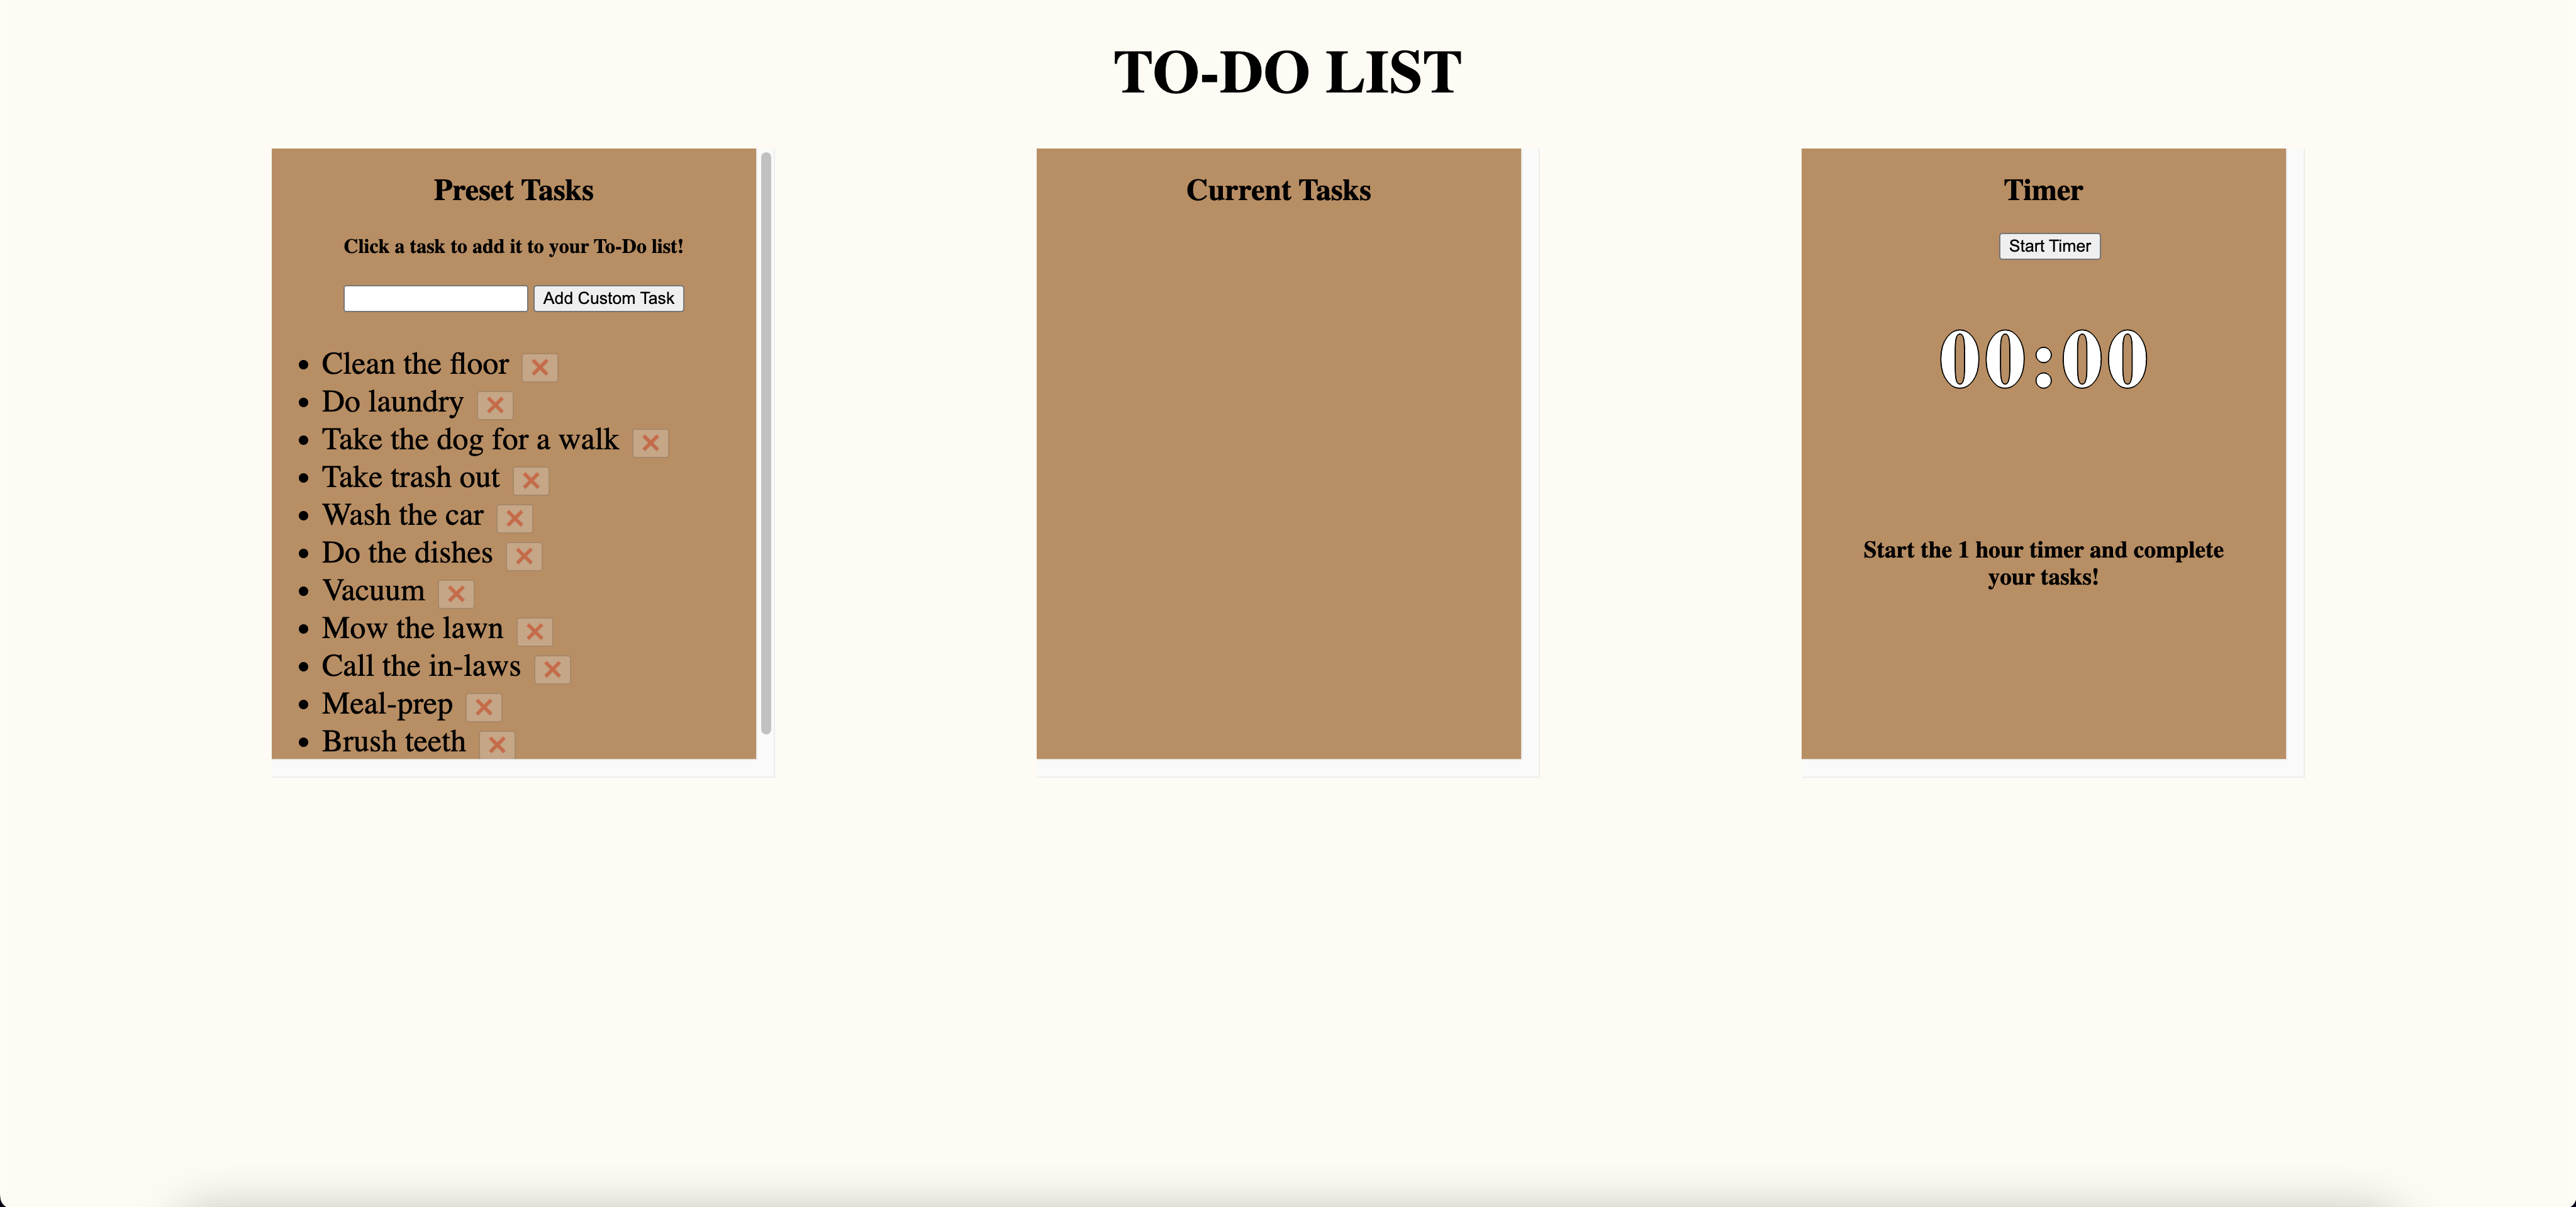 TO-DO LIST
Preset Tasks
Click a task to add it to your To-Do list!
Add Custom Task
Clean the floor
Do laundry
Take the dog for a walk
Take trash out
Wash the car
Do the dishes
Vacuum
Mow the lawn
Call the in-laws
Meal-prep
Brush teeth
Current Tasks
Timer
Start Timer
00:00
Start the 1 hour timer and complete
your tasks!